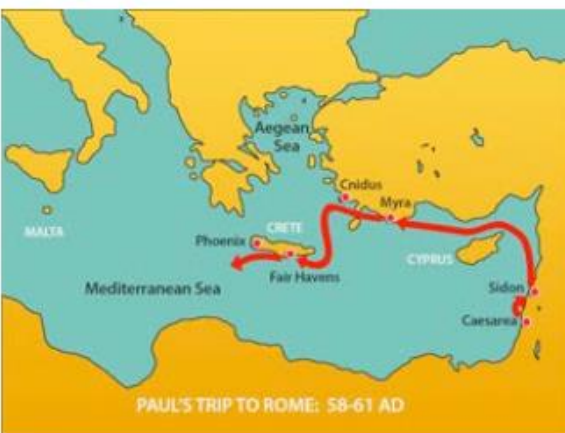 Aegean
Sea
Cnidus
Myra
CRETE
Phoenix
MALTA
CYPRUS
Fair Havens
Sidon
Mediterranean Sea
Caesarea
PAUL'S TRIP TO ROME: 58-61 AD